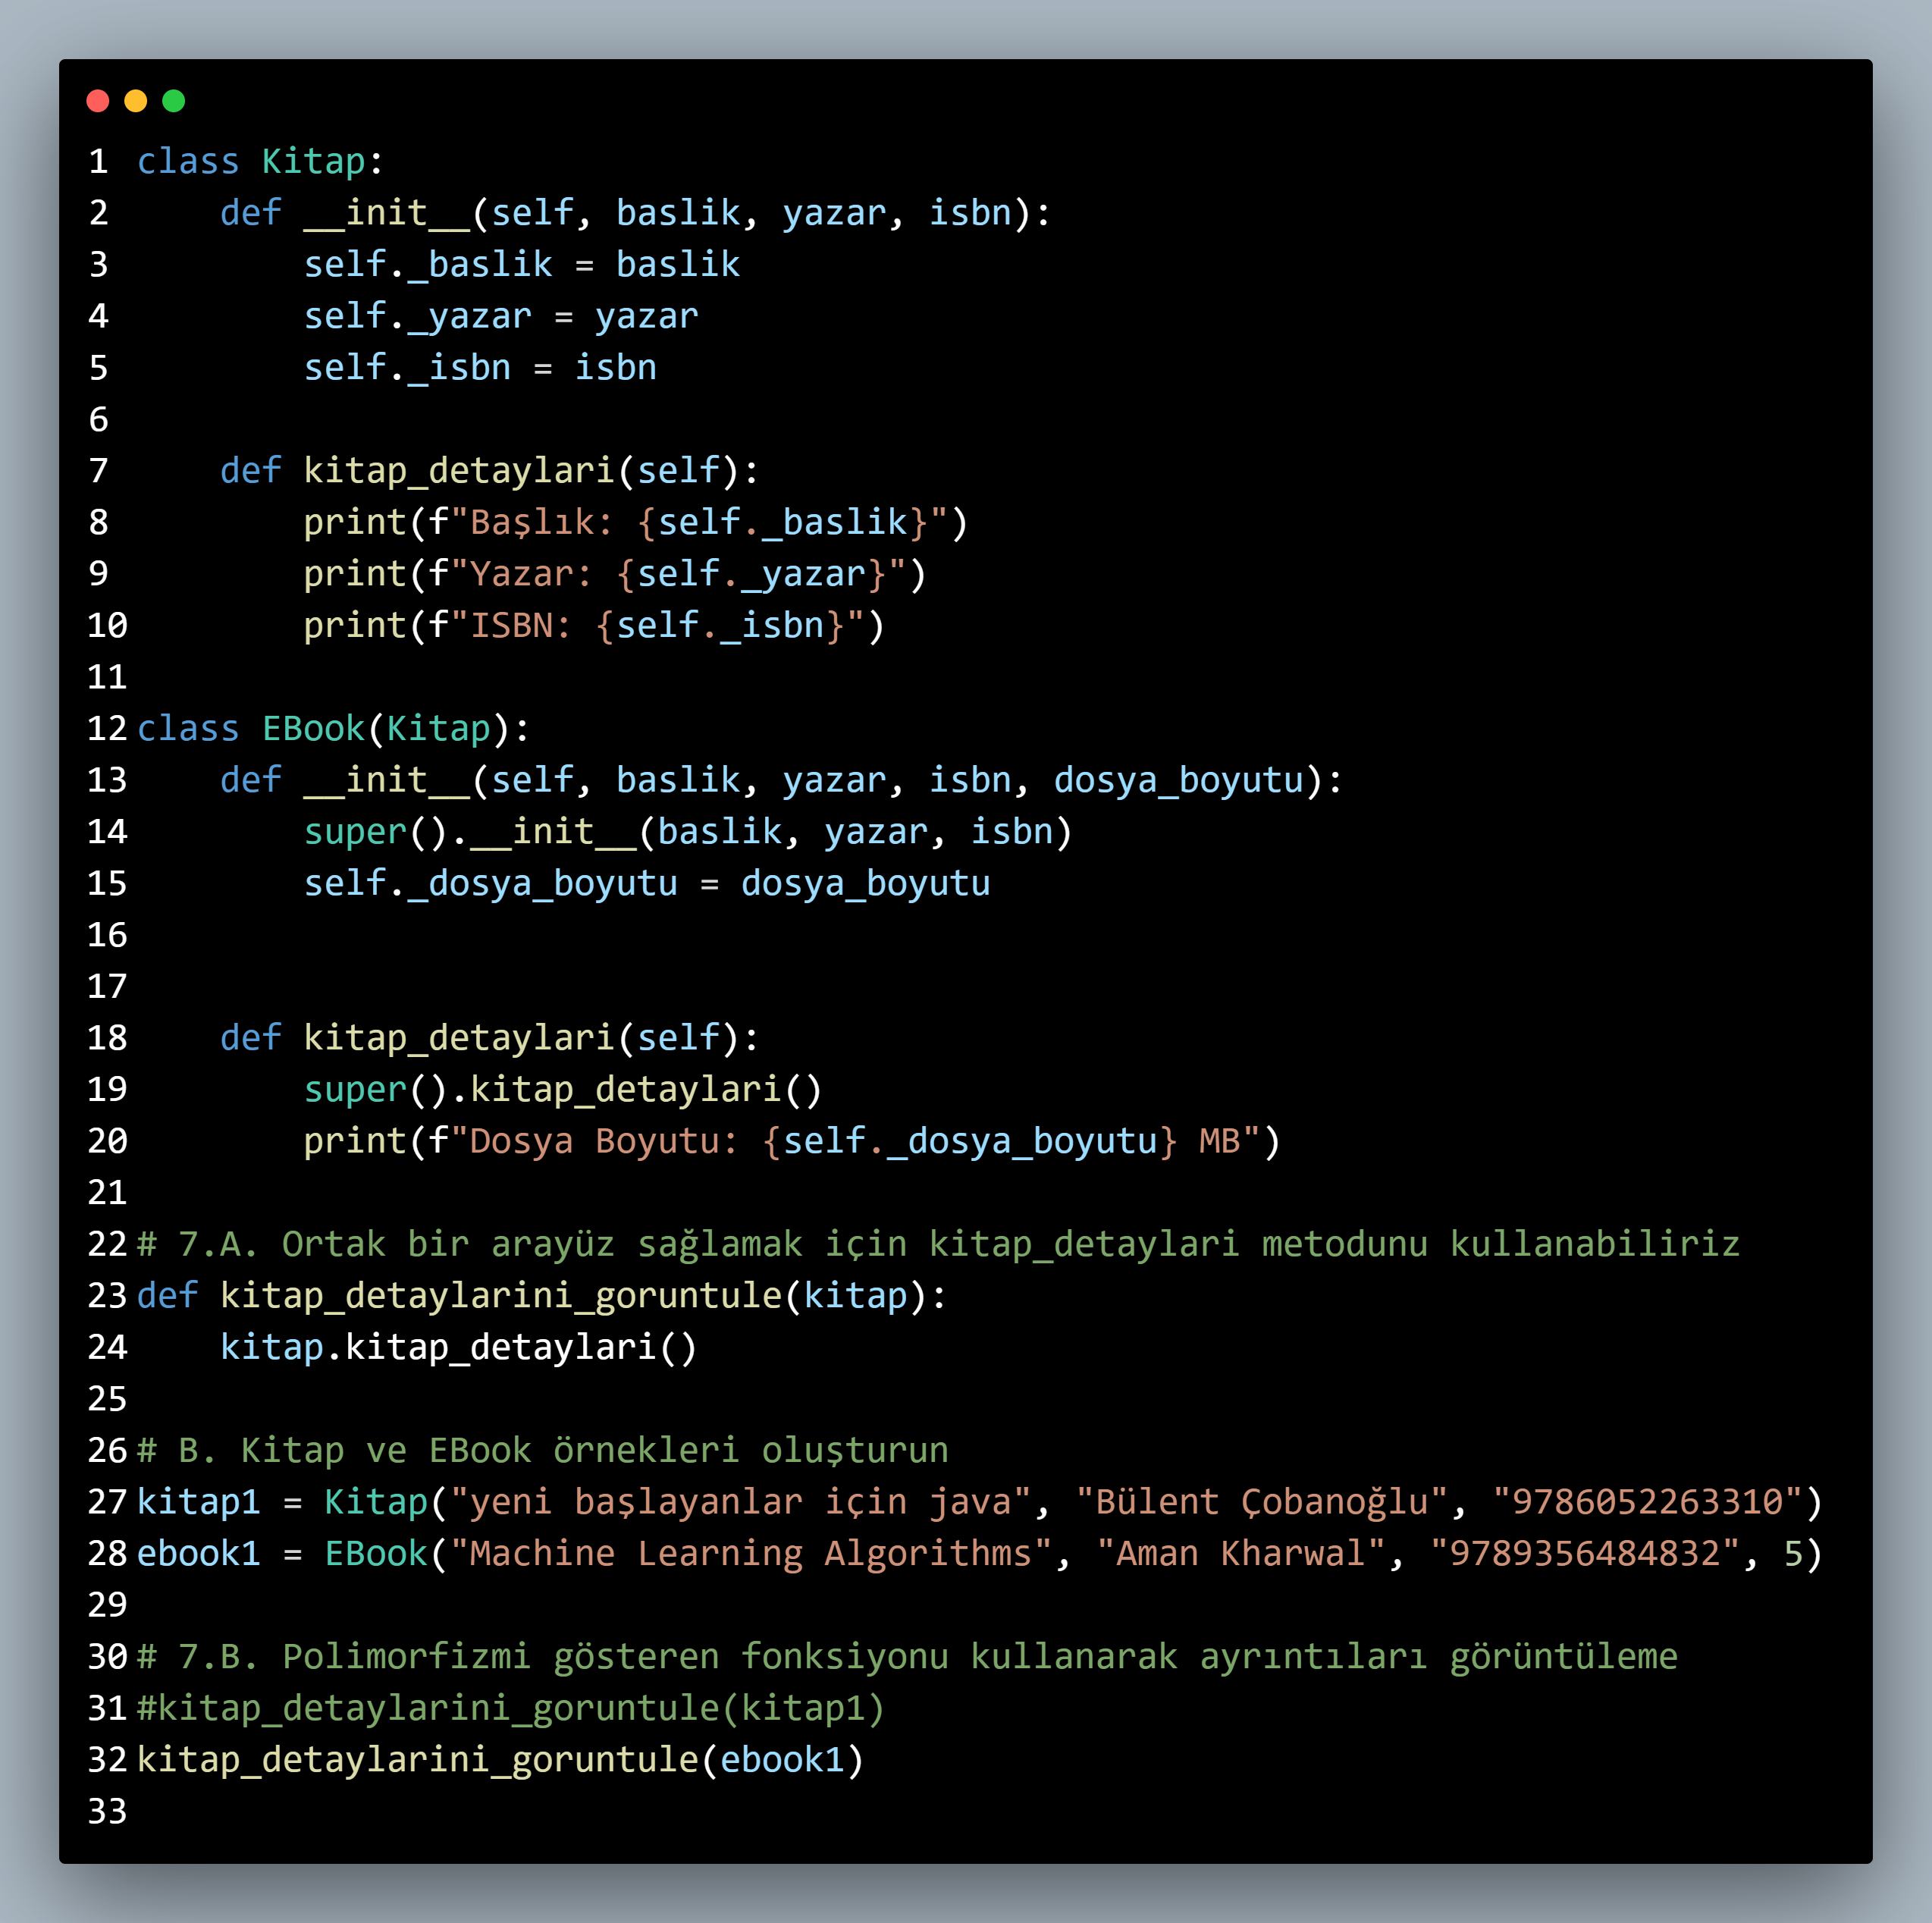 1 class Kitap:
2     def __init__(self, baslik, yazar, isbn):
3         self._baslik = baslik
4         self._yazar = yazar
5         self._isbn = isbn
6
7     def kitap_detaylari(self):
8         print(f"Başlık: {self._baslik}")
9         print(f"Yazar: {self._yazar}")
10         print(f"ISBN: {self._isbn}")
11
12 class EBook(Kitap):
13     def __init__(self, baslik, yazar, isbn, dosya_boyutu):
14         super().__init__(baslik, yazar, isbn)
15         self._dosya_boyutu = dosya_boyutu
16
17
18     def kitap_detaylari(self):
19         super().kitap_detaylari()
20         print(f"Dosya Boyutu: {self._dosya_boyutu} MB")
21
22 # 7.A. Ortak bir arayüz sağlamak için kitap_detaylari metodunu kullanabiliriz
23 def kitap_detaylarini_goruntule(kitap):
24     kitap.kitap_detaylari()
25
26 # B. Kitap ve EBook örnekleri oluşturun
27 kitap1 = Kitap("yeni başlayanlar için java", "Bülent Çobanoğlu", "9786052263310")
28 ebook1 = EBook("Machine Learning Algorithms", "Aman Kharwal", "9789356484832", 5)
29
30 # 7.B. Polimorfizmi gösteren fonksiyonu kullanarak ayrıntıları görüntüleme
31 #kitap_detaylarini_goruntule(kitap1)
32 kitap_detaylarini_goruntule(ebook1)
33